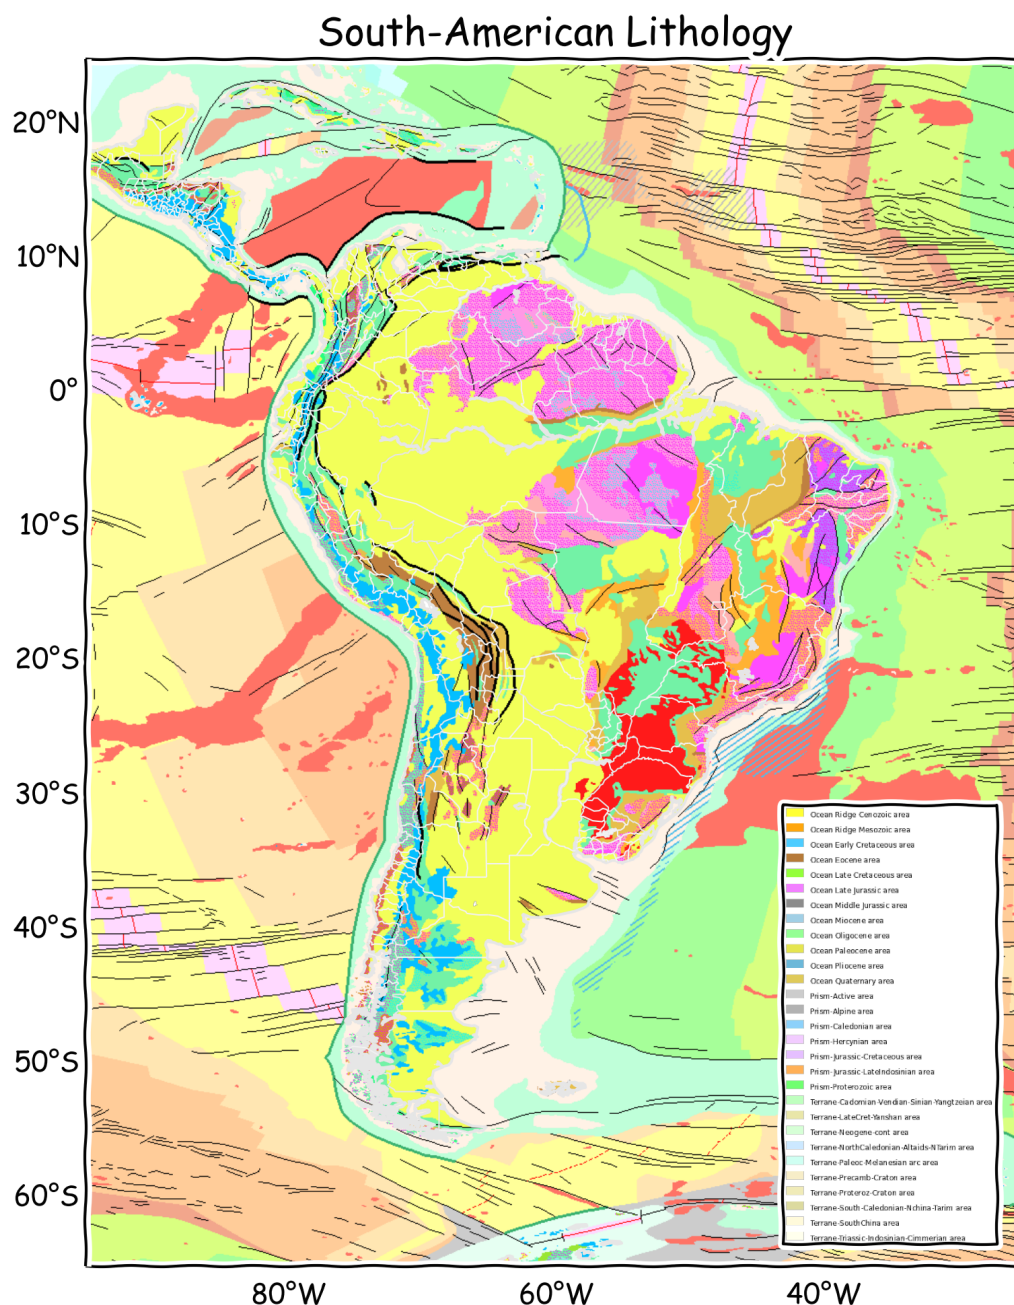 South-American Lithology
20°N
10°N
0°
10°S
20°S
30°S
40°S
50°S
60°S
80°W
60°W
40°W
Ocean Ridge Cenozoic area
Ocean Ridge Mesozoic area
Ocean Early Cretaceous area
Ocean Eocene area
Ocean Late Cretaceous area
Ocean Late Jurassic area
Ocean Middle Jurassic area
Ocean Miocene area
Ocean Oligocene area
Ocean Paleocene area
Ocean Pliocene area
Ocean Quaternary area
Prism-Active area
Prism-Alpine area
Prism-Caledonian area
Prism-Hercynian area
Prism-Jurassic-Cretaceous area
Prism-Jurassic-LateIndosinian area
Prism-Proterozoic area
Terrane-Cadomian-Vendian-Sinian-Yangtzeian area
Terrane-LateCret-Yanshan area
Terrane-Neogene-cont area
Terrane-NorthCaledonian-Altaids-NTarim area
Terrane-Paleoc-Melanesian arc area
Terrane-Precamb-Craton area
Terrane-Proteroz-Craton area
Terrane-South-Caledonian-Nchina-Tarim area
Terrane-SouthChina area
Terrane-Triassic-Indosinian-Cimmerian area